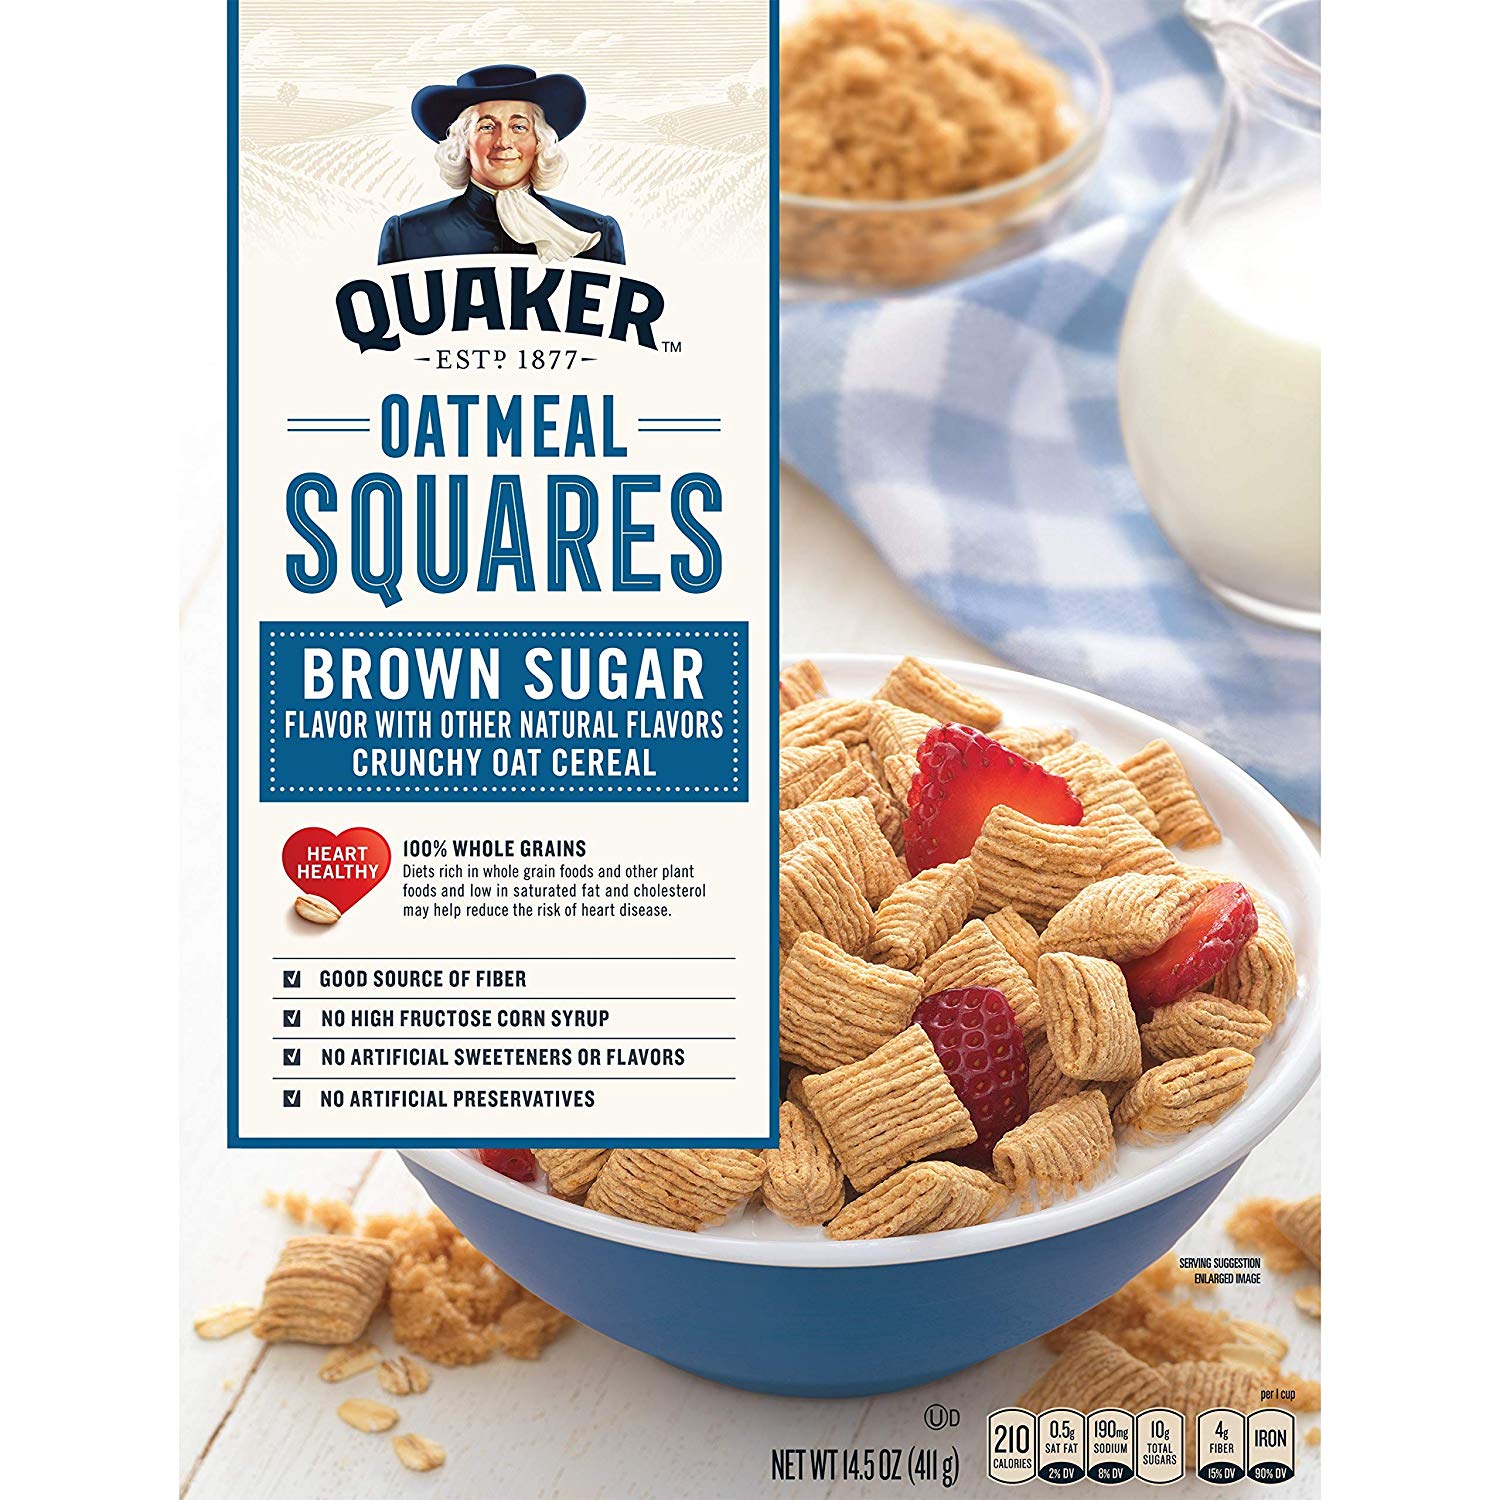 QUAKER™
ESTD. 1877
OATMEAL
SQUARES
BROWN SUGAR
FLAVOR WITH OTHER NATURAL FLAVORS
CRUNCHY OAT CEREAL
HEART
HEALTHY
100% WHOLE GRAINS
Diets rich in whole grain foods and other plant
foods and low in saturated fat and cholesterol
may help reduce the risk of heart disease.
GOOD SOURCE OF FIBER
NO HIGH FRUCTOSE CORN SYRUP
NO ARTIFICIAL SWEETENERS OR FLAVORS
NO ARTIFICIAL PRESERVATIVES
SERVING SUGGESTION
ENLARGED IMAGE
per 1 cup
UD
NET WT 14.5 OZ (411 g)
210
CALORIES
0.5g
SAT FAT
2% DV
190mg
SODIUM
8% DV
10g
TOTAL
SUGARS
4g
FIBER
15% DV
IRON
90% DV